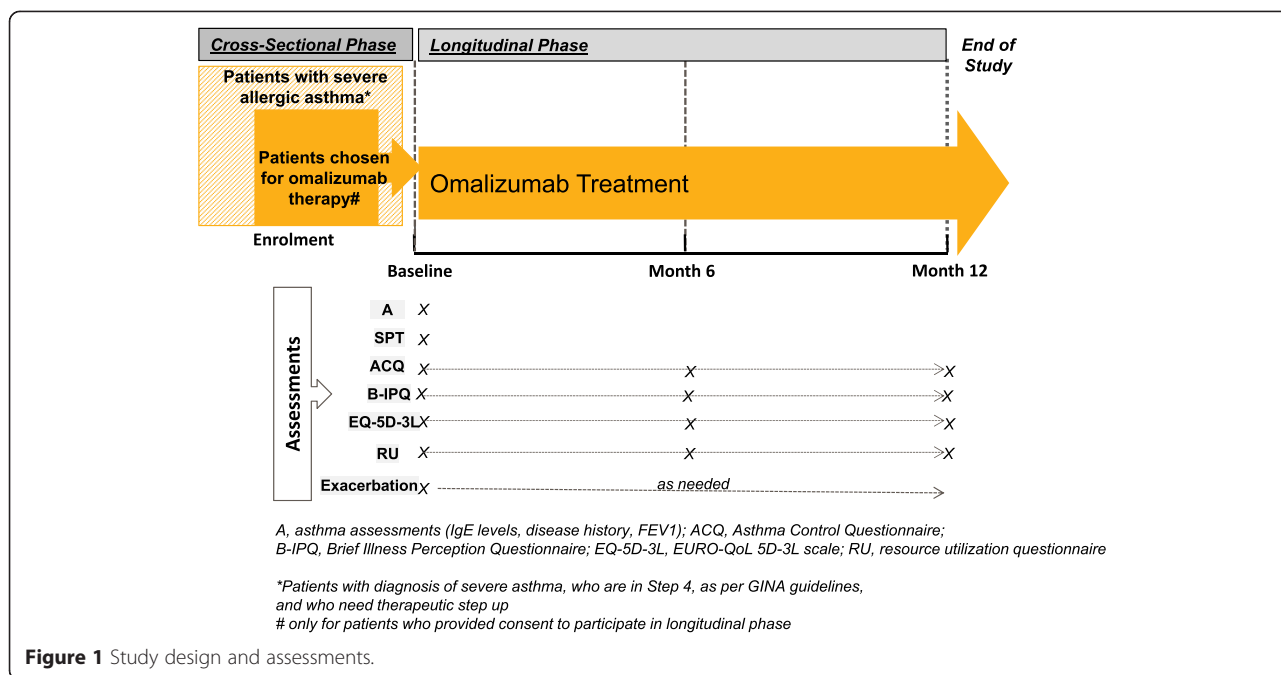 Cross-Sectional Phase
Longitudinal Phase
End of
Study
Patients with severe
allergic asthma*
Patients chosen
for omalizumab
therapy#
Omalizumab Treatment
Enrolment
Baseline
Month 6
Month 12
Assessments
A X
SPT X
ACQ X X X
B-IPQ X X X
EQ-5D-3L X X X
RU X X X
Exacerbation X as needed
A, asthma assessments (IgE levels, disease history, FEV1); ACQ, Asthma Control Questionnaire;
B-IPQ, Brief Illness Perception Questionnaire; EQ-5D-3L, EURO-QoL 5D-3L scale; RU, resource utilization questionnaire
*Patients with diagnosis of severe asthma, who are in Step 4, as per GINA guidelines,
and who need therapeutic step up
# only for patients who provided consent to participate in longitudinal phase
Figure 1 Study design and assessments.